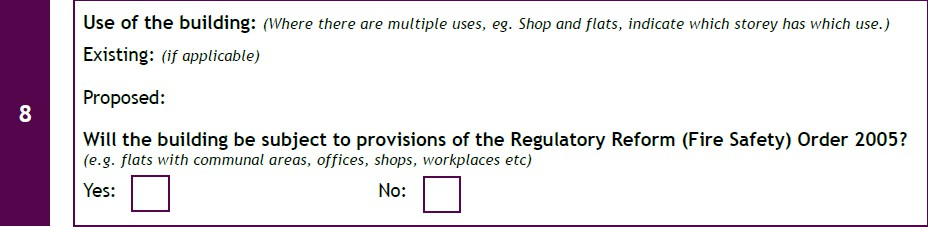 8
Use of the building: (Where there are multiple uses, eg. Shop and flats, indicate which storey has which use.)
Existing: (if applicable)
Proposed:
Will the building be subject to provisions of the Regulatory Reform (Fire Safety) Order 2005?
(e.g. flats with communal areas, offices, shops, workplaces etc)
Yes: No: